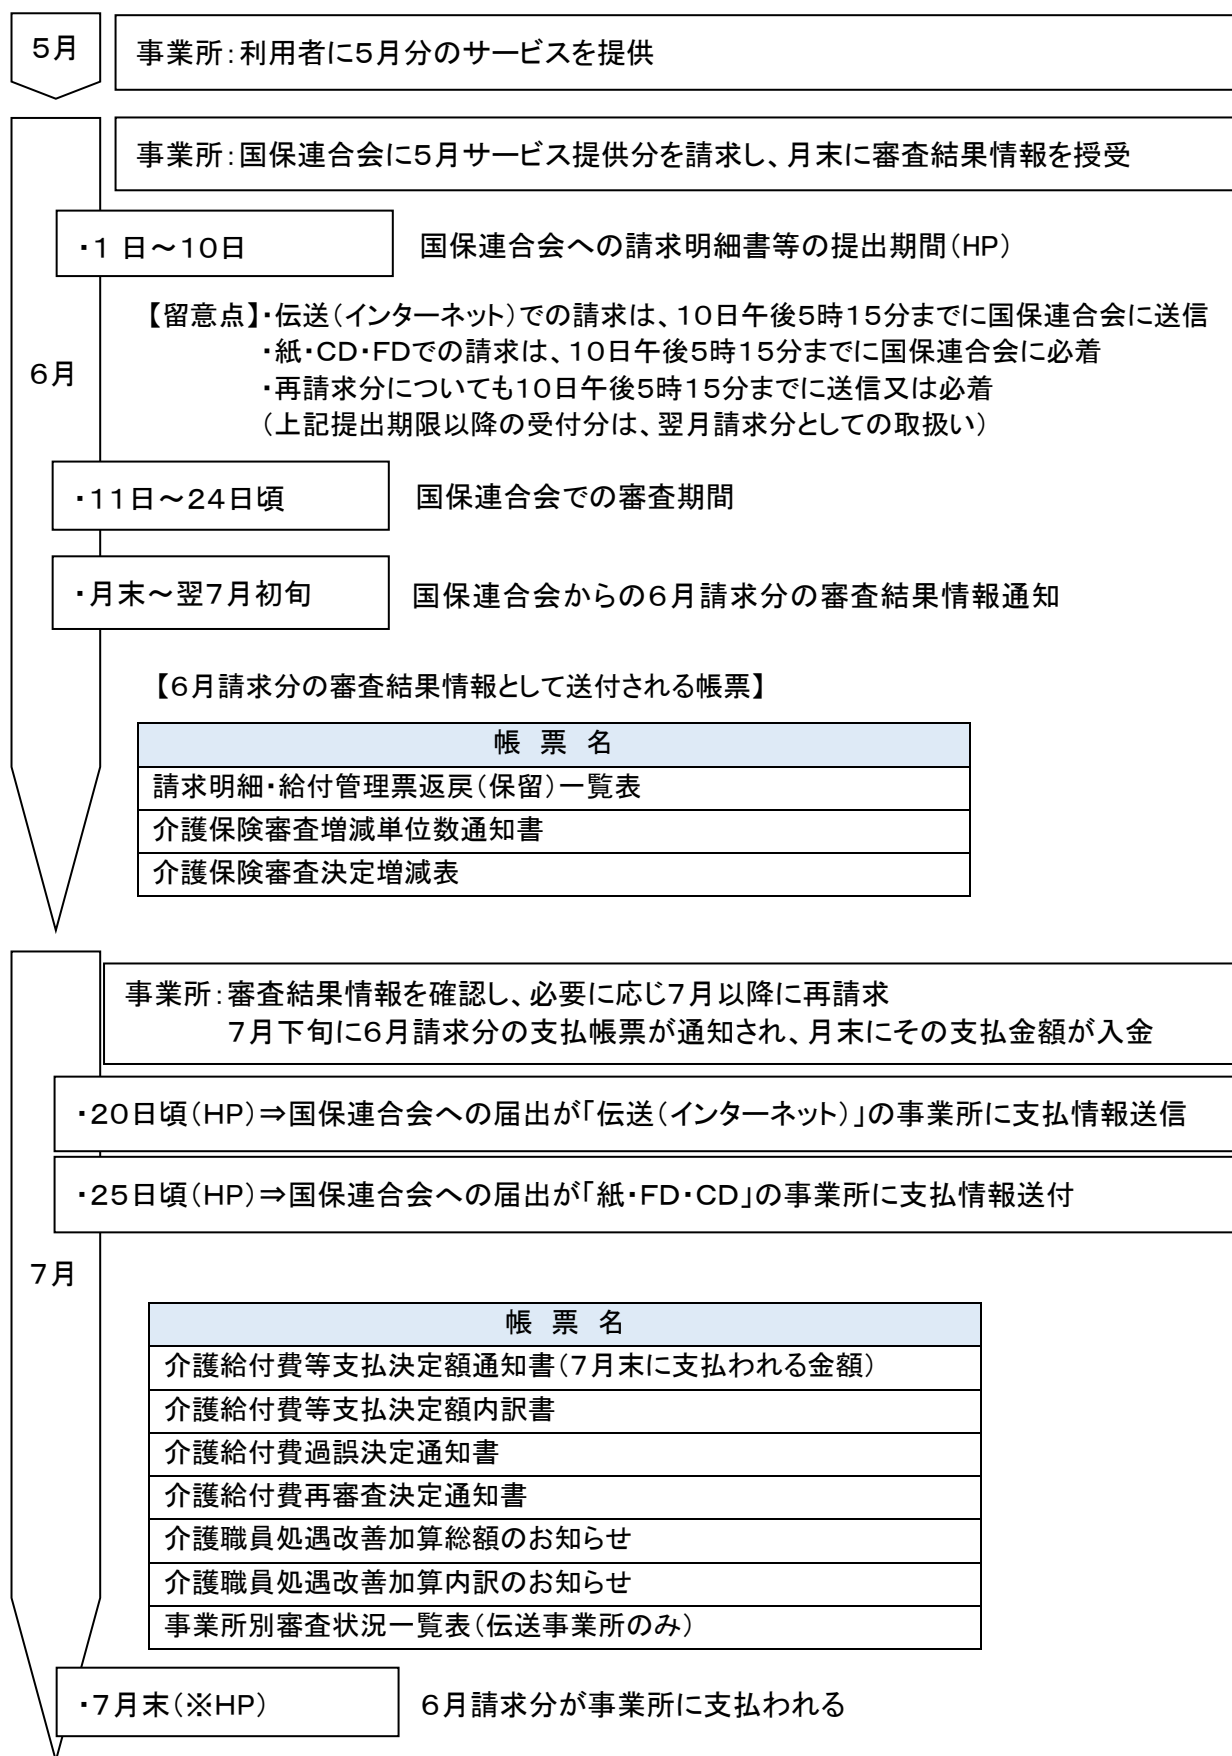 5月
事業所：利用者に5月分のサービスを提供
事業所：国保連合会に5月サービス提供分を請求し、月末に審査結果情報を授受
・1 日～10日
国保連合会への請求明細書等の提出期間（HP）
【留意点】・伝送（インターネット）での請求は、10日午後5時15分までに国保連合会に送信
・紙・CD・FDでの請求は、10日午後5時15分までに国保連合会に必着
6月
・再請求分についても10日午後5時15分までに送信又は必着
（上記提出期限以降の受付分は、翌月請求分としての取扱い）
・11日～24日頃
国保連合会での審査期間
・月末～翌7月初旬
国保連合会からの6月請求分の審査結果情報通知
【6月請求分の審査結果情報として送付される帳票】
帳 票 名
請求明細・給付管理票返戻（保留）一覧表
介護保険審査増減単位数通知書
介護保険審査決定増減表
事業所：審査結果情報を確認し、必要に応じ7月以降に再請求
7月下旬に6月請求分の支払帳票が通知され、月末にその支払金額が入金
・20日頃（HP）⇒国保連合会への届出が「伝送（インターネット）」の事業所に支払情報送信
・25日頃（HP）⇒国保連合会への届出が「紙・FD・CD」の事業所に支払情報送付
7月
帳 票 名
介護給付費等支払決定額通知書（7月末に支払われる金額）
介護給付費等支払決定額内訳書
介護給付費過誤決定通知書
介護給付費再審査決定通知書
介護職員処遇改善加算総額のお知らせ
介護職員処遇改善加算内訳のお知らせ
事業所別審査状況一覧表（伝送事業所のみ）
・7月末（※HP）
6月請求分が事業所に支払われる